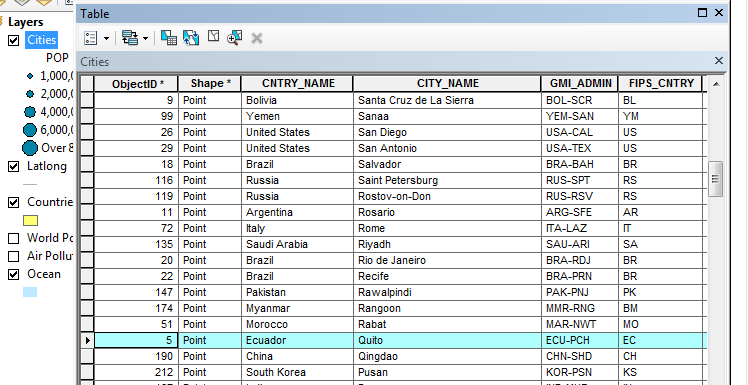 Table
Layers
Cities
POP
1,000,
2,000,
4,000,
6,000,
Over 8
Latlong
Countrie
World Po
Air Pollut
Ocean
Cities
ObjectID * Shape * CNTRY_NAME CITY_NAME GMI_ADMIN FIPS_CNTRY
9 Point Bolivia Santa Cruz de La Sierra BOL-SCR BL
99 Point Yemen Sanaa YEM-SAN YM
26 Point United States San Diego USA-CAL US
29 Point United States San Antonio USA-TEX US
18 Point Brazil Salvador BRA-BAH BR
116 Point Russia Saint Petersburg RUS-SPT RS
119 Point Russia Rostov-on-Don RUS-RSV RS
11 Point Argentina Rosario ARG-SFE AR
72 Point Italy Rome ITA-LAZ IT
135 Point Saudi Arabia Riyadh SAU-ARI SA
20 Point Brazil Rio de Janeiro BRA-RDJ BR
22 Point Brazil Recife BRA-PRN BR
147 Point Pakistan Rawalpindi PAK-PNJ PK
174 Point Myanmar Rangoon MMR-RNG BM
51 Point Morocco Rabat MAR-NWT MO
5 Point Ecuador Quito ECU-PCH EC
190 Point China Qingdao CHN-SHD CH
212 Point South Korea Pusan KOR-PSN KS